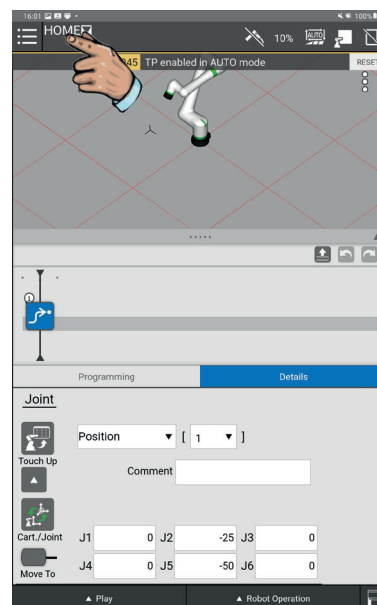 16:01
HOME
10% AUTO
045 TP enabled in AUTO mode RESET
1
Programming Details
Joint
Position ▼ [ 1 ▼ ]
Touch Up
Comment
Cart./Joint
J1 0 J2 -25 J3 0
J4 0 J5 -50 J6 0
Move To
▲ Play ▲ Robot Operation